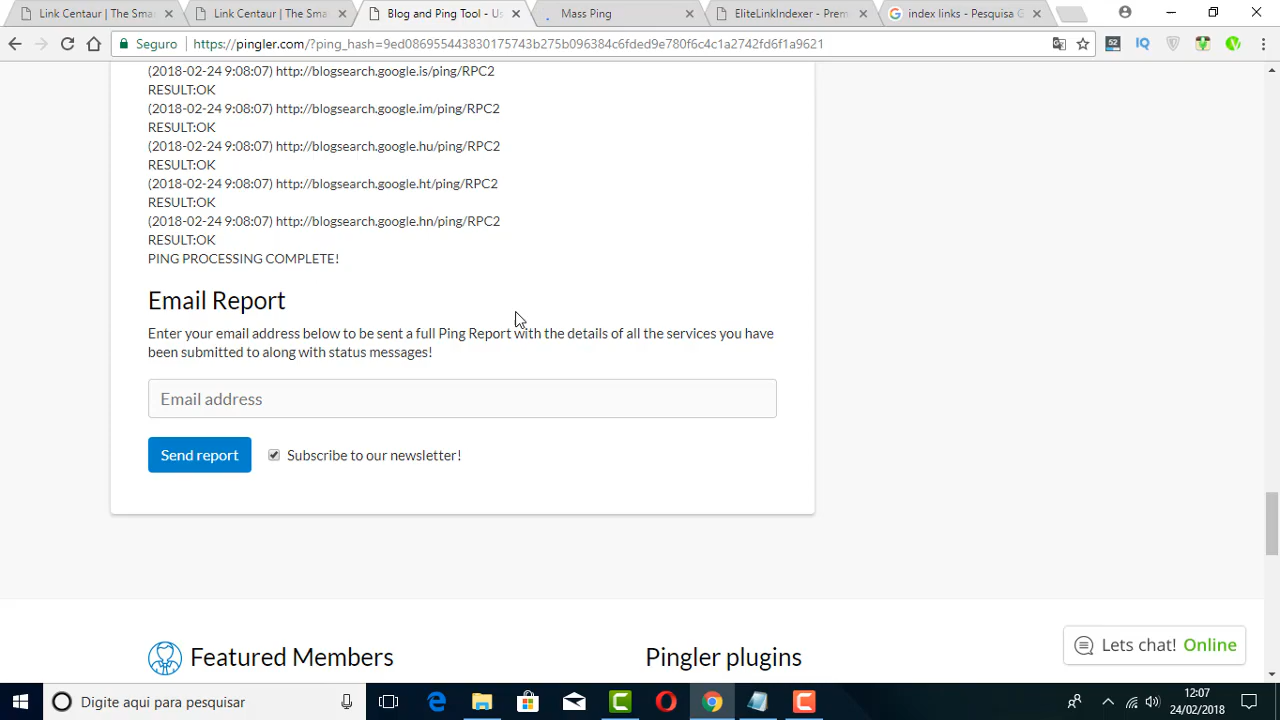 Link Centaur | The Sma
Link Centaur | The Sma
Blog and Ping Tool - Us
Mass Ping
EliteLinkIndexer - Prem
index links - Pesquisa G
Seguro
https://pingler.com/?ping_hash=9ed086955443830175743b275b096384c6fded9e780f6c4c1a2742fd6f1a9621
52
IQ
(2018-02-24 9:08:07) http://blogsearch.google.is/ping/RPC2
RESULT:OK
(2018-02-24 9:08:07) http://blogsearch.google.im/ping/RPC2
RESULT:OK
(2018-02-24 9:08:07) http://blogsearch.google.hu/ping/RPC2
RESULT:OK
(2018-02-24 9:08:07) http://blogsearch.google.ht/ping/RPC2
RESULT:OK
(2018-02-24 9:08:07) http://blogsearch.google.hn/ping/RPC2
RESULT:OK
PING PROCESSING COMPLETE!
Email Report
Enter your email address below to be sent a full Ping Report with the details of all the services you have
been submitted to along with status messages!
Email address
Send report
Subscribe to our newsletter!
Lets chat! Online
Featured Members
Pingler plugins
Digite aqui para pesquisar
12:07
24/02/2018